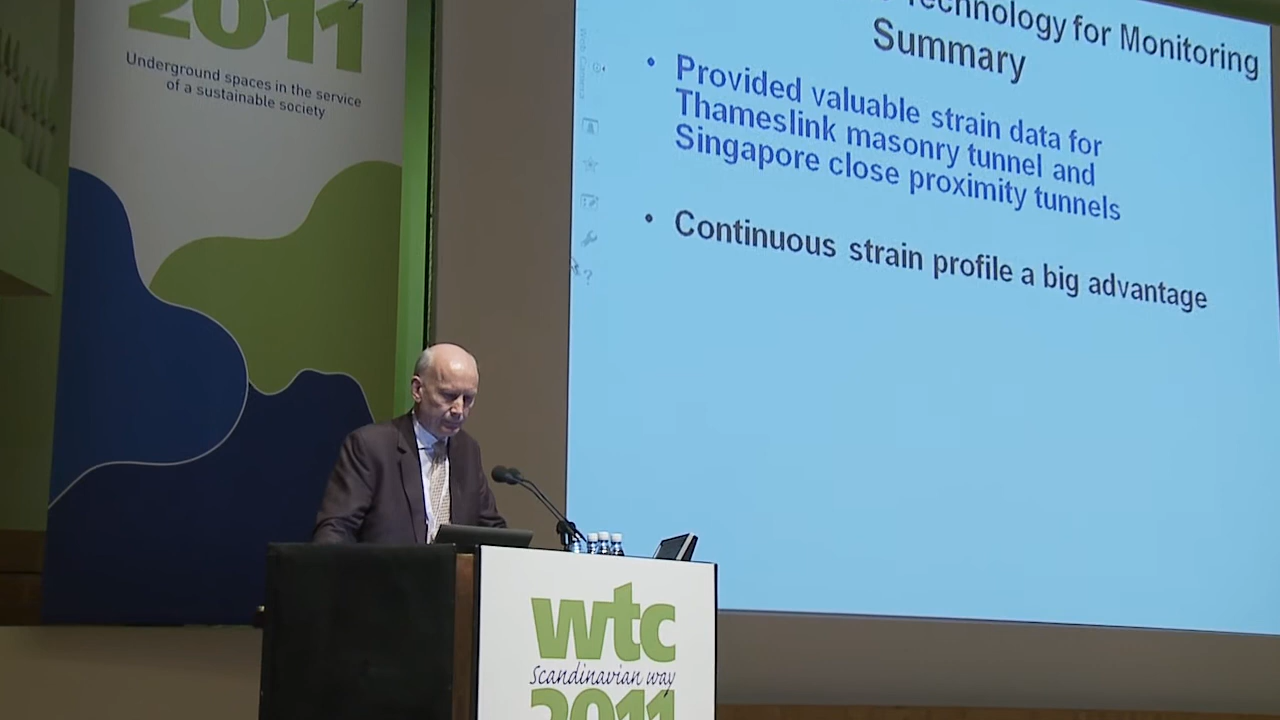 2011
Underground spaces in the service
of a sustainable society
Technology for Monitoring
Summary
• Provided valuable strain data for
Thameslink masonry tunnel and
Singapore close proximity tunnels
• Continuous strain profile a big advantage
?
wtc
Scandinavian way
2011